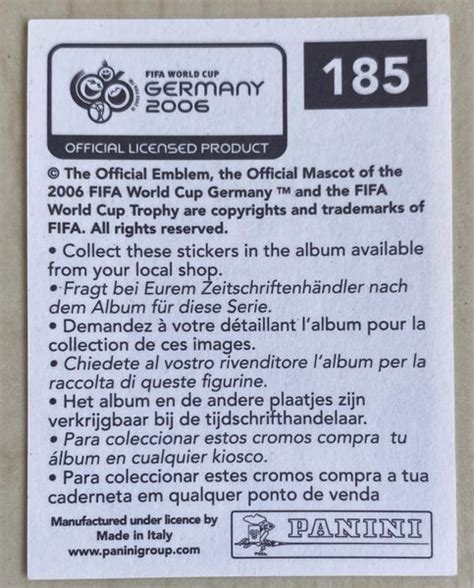 FIFA WORLD CUP
GERMANY
2006
OFFICIAL LICENSED PRODUCT
185
© The Official Emblem, the Official Mascot of the
2006 FIFA World Cup Germany ™ and the FIFA
World Cup Trophy are copyrights and trademarks of
FIFA. All rights reserved.
• Collect these stickers in the album available
from your local shop.
• Fragt bei Eurem Zeitschriftenhändler nach
dem Album für diese Serie.
• Demandez à votre détaillant l'album pour la
collection de ces images.
• Chiedete al vostro rivenditore l'album per la
raccolta di queste figurine.
• Het album en de andere plaatjes zijn
verkrijgbaar bij de tijdschrifthandelaar.
• Para coleccionar estos cromos compra tu
álbum en cualquier kiosco.
• Para coleccionar estes cromos compra a tua
caderneta em qualquer ponto de venda
Manufactured under licence by
Made in Italy
www.paninigroup.com
PANINI